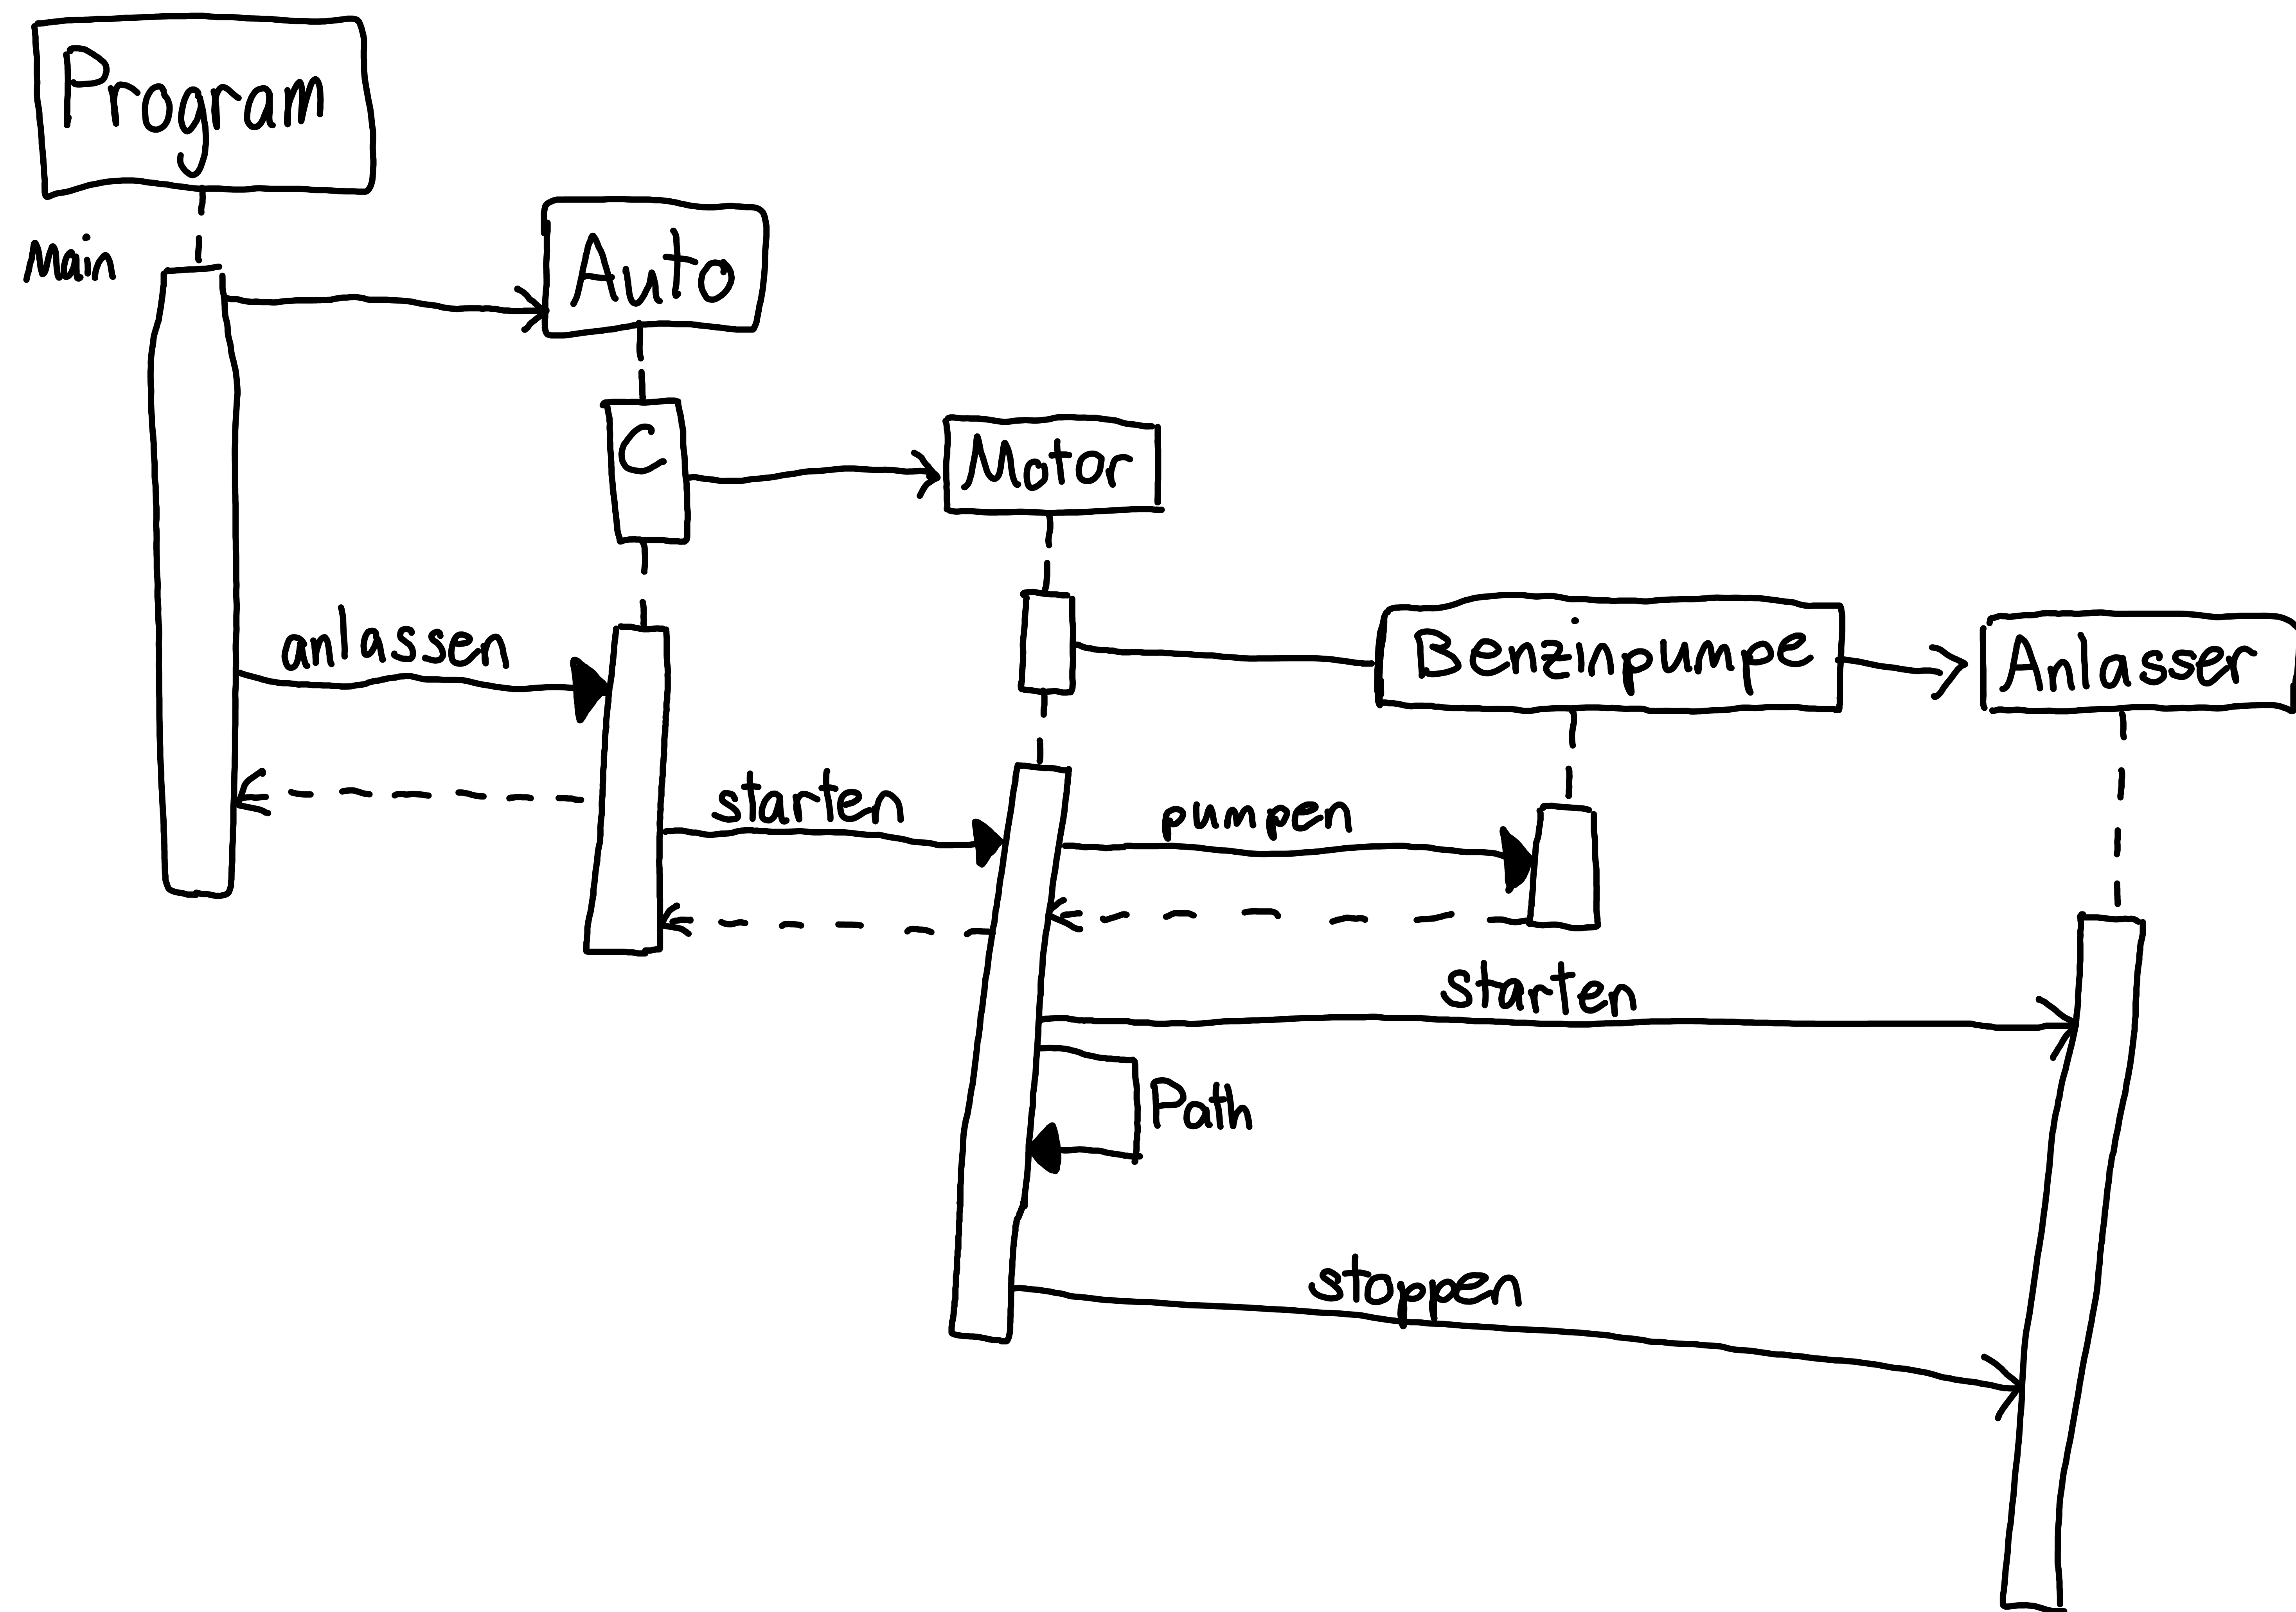 Program
Main
Auto
C
Motor
anlassen
Benzinpumpe
Anlasser
starten
pumpen
starten
Path
stoppen